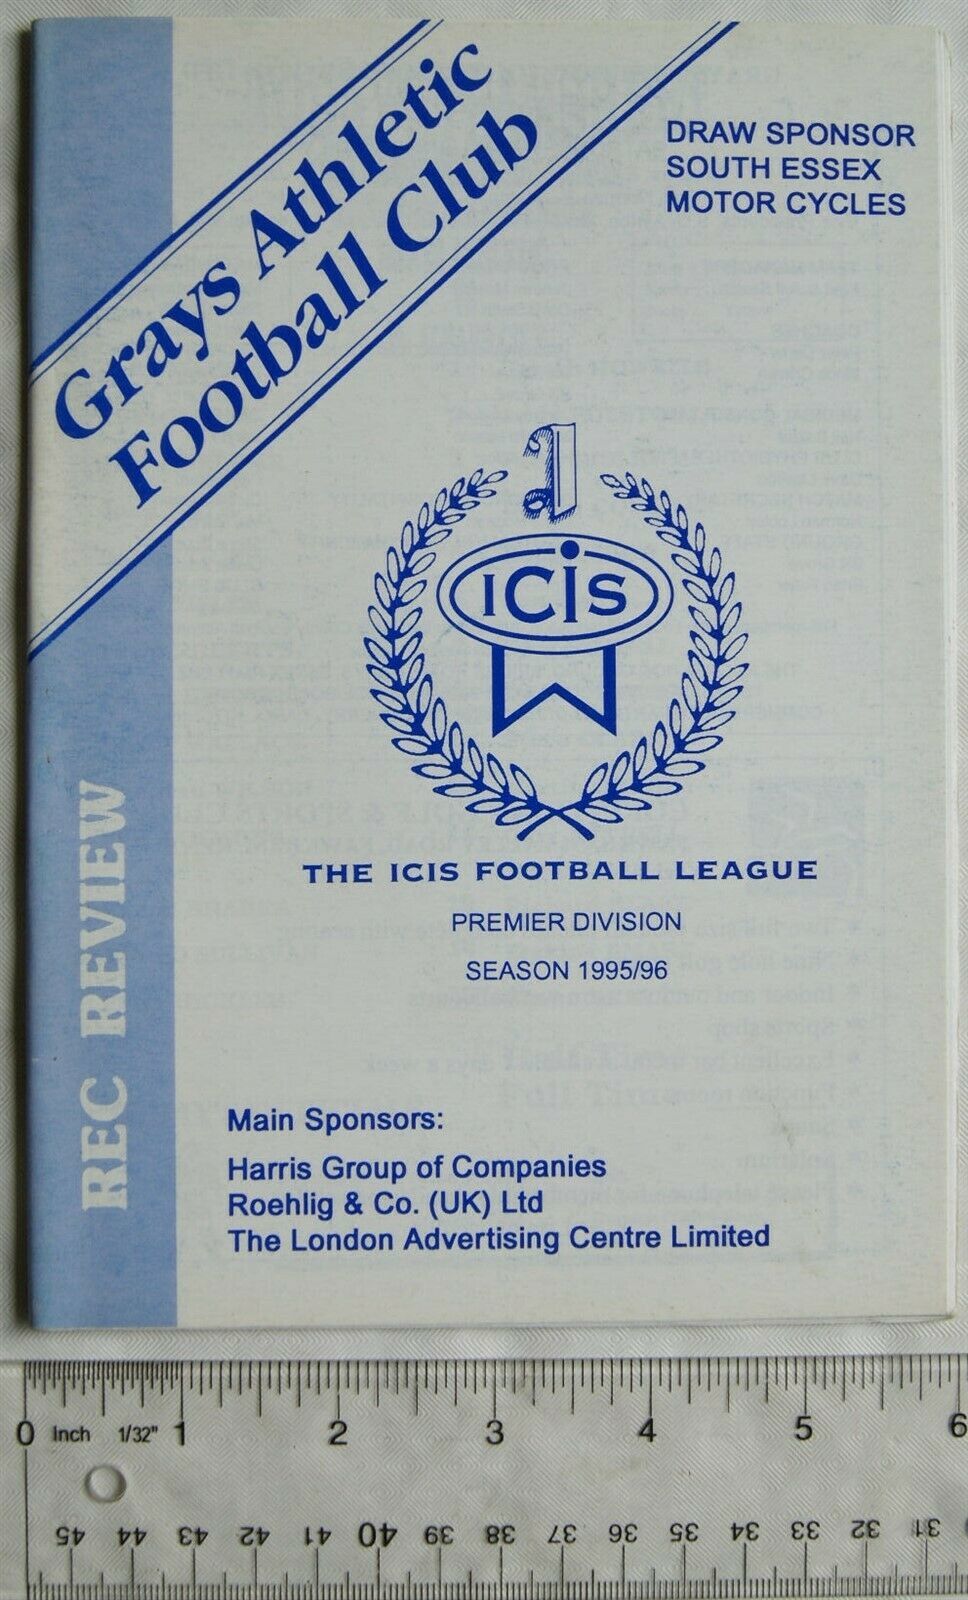 Grays Athletic
Football Club
DRAW SPONSOR
SOUTH ESSEX
MOTOR CYCLES
ICIS
THE ICIS FOOTBALL LEAGUE
PREMIER DIVISION
SEASON 1995/96
REC REVIEW
Main Sponsors:
Harris Group of Companies
Roehlig & Co. (UK) Ltd
The London Advertising Centre Limited
0 Inch 1/32" 1 2 3 4 5 6
45 44 43 42 41 40 39 38 37 36 35 34 33 32 31